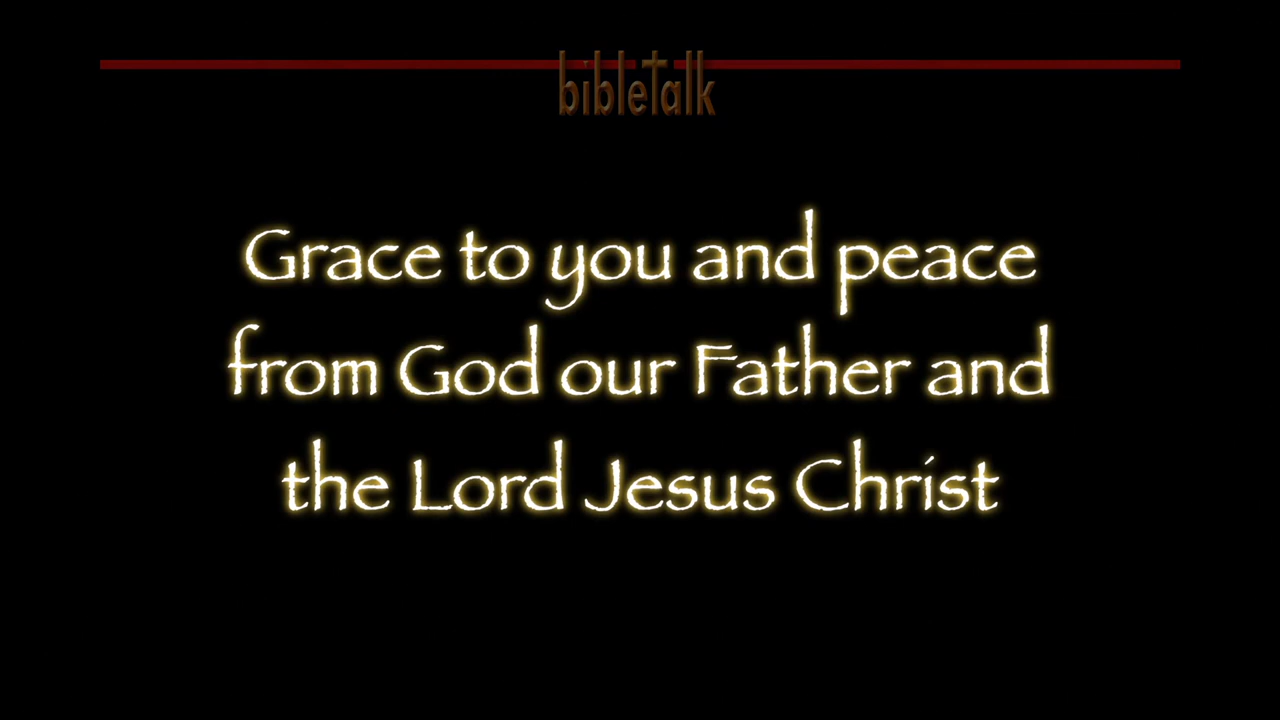 bibleTalk
Grace to you and peace
from God our Father and
the Lord Jesus Christ